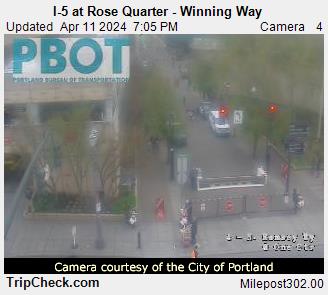 I-5 at Rose Quarter - Winning Way
Updated  Apr 11 2024  7:05 PM
Camera  4
PBOT
PORTLAND BUREAU OF TRANSPORTATION
Camera courtesy of the City of Portland
TripCheck.com
Milepost302.00